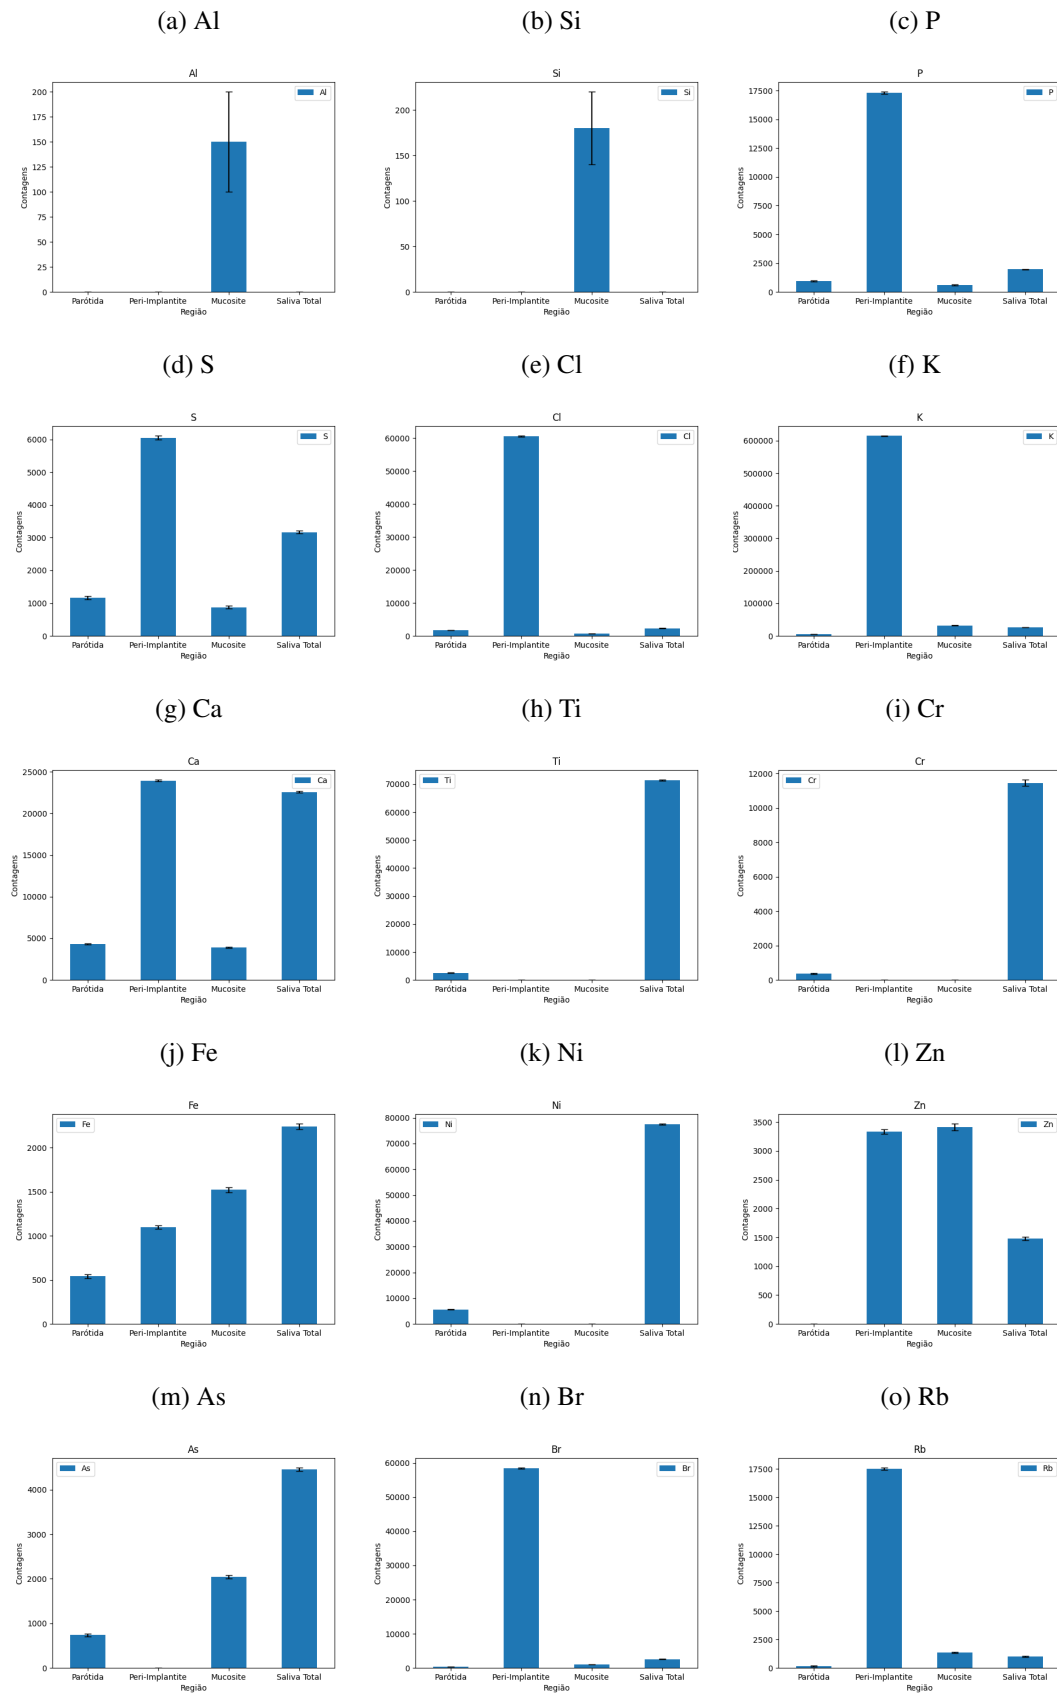 (a) Al
(b) Si
(c) P
Al
Al
200
175
150
125
100
75
50
25
0
Contagens
Parótida Peri-Implantite Mucosite Saliva Total
Região
Si
Si
200
150
100
50
0
Contagens
Parótida Peri-Implantite Mucosite Saliva Total
Região
P
P
17500
15000
12500
10000
7500
5000
2500
0
Contagens
Parótida Peri-Implantite Mucosite Saliva Total
Região
(d) S
(e) Cl
(f) K
S
S
6000
5000
4000
3000
2000
1000
0
Contagens
Parótida Peri-Implantite Mucosite Saliva Total
Região
Cl
Cl
60000
50000
40000
30000
20000
10000
0
Contagens
Parótida Peri-Implantite Mucosite Saliva Total
Região
K
K
600000
500000
400000
300000
200000
100000
0
Contagens
Parótida Peri-Implantite Mucosite Saliva Total
Região
(g) Ca
(h) Ti
(i) Cr
Ca
Ca
25000
20000
15000
10000
5000
0
Contagens
Parótida Peri-Implantite Mucosite Saliva Total
Região
Ti
Ti
70000
60000
50000
40000
30000
20000
10000
0
Contagens
Parótida Peri-Implantite Mucosite Saliva Total
Região
Cr
Cr
12000
10000
8000
6000
4000
2000
0
Contagens
Parótida Peri-Implantite Mucosite Saliva Total
Região
(j) Fe
(k) Ni
(l) Zn
Fe
Fe
2000
1500
1000
500
0
Contagens
Parótida Peri-Implantite Mucosite Saliva Total
Região
Ni
Ni
80000
70000
60000
50000
40000
30000
20000
10000
0
Contagens
Parótida Peri-Implantite Mucosite Saliva Total
Região
Zn
Zn
3500
3000
2500
2000
1500
1000
500
0
Contagens
Parótida Peri-Implantite Mucosite Saliva Total
Região
(m) As
(n) Br
(o) Rb
As
As
4000
3000
2000
1000
0
Contagens
Parótida Peri-Implantite Mucosite Saliva Total
Região
Br
Br
60000
50000
40000
30000
20000
10000
0
Contagens
Parótida Peri-Implantite Mucosite Saliva Total
Região
Rb
Rb
17500
15000
12500
10000
7500
5000
2500
0
Contagens
Parótida Peri-Implantite Mucosite Saliva Total
Região